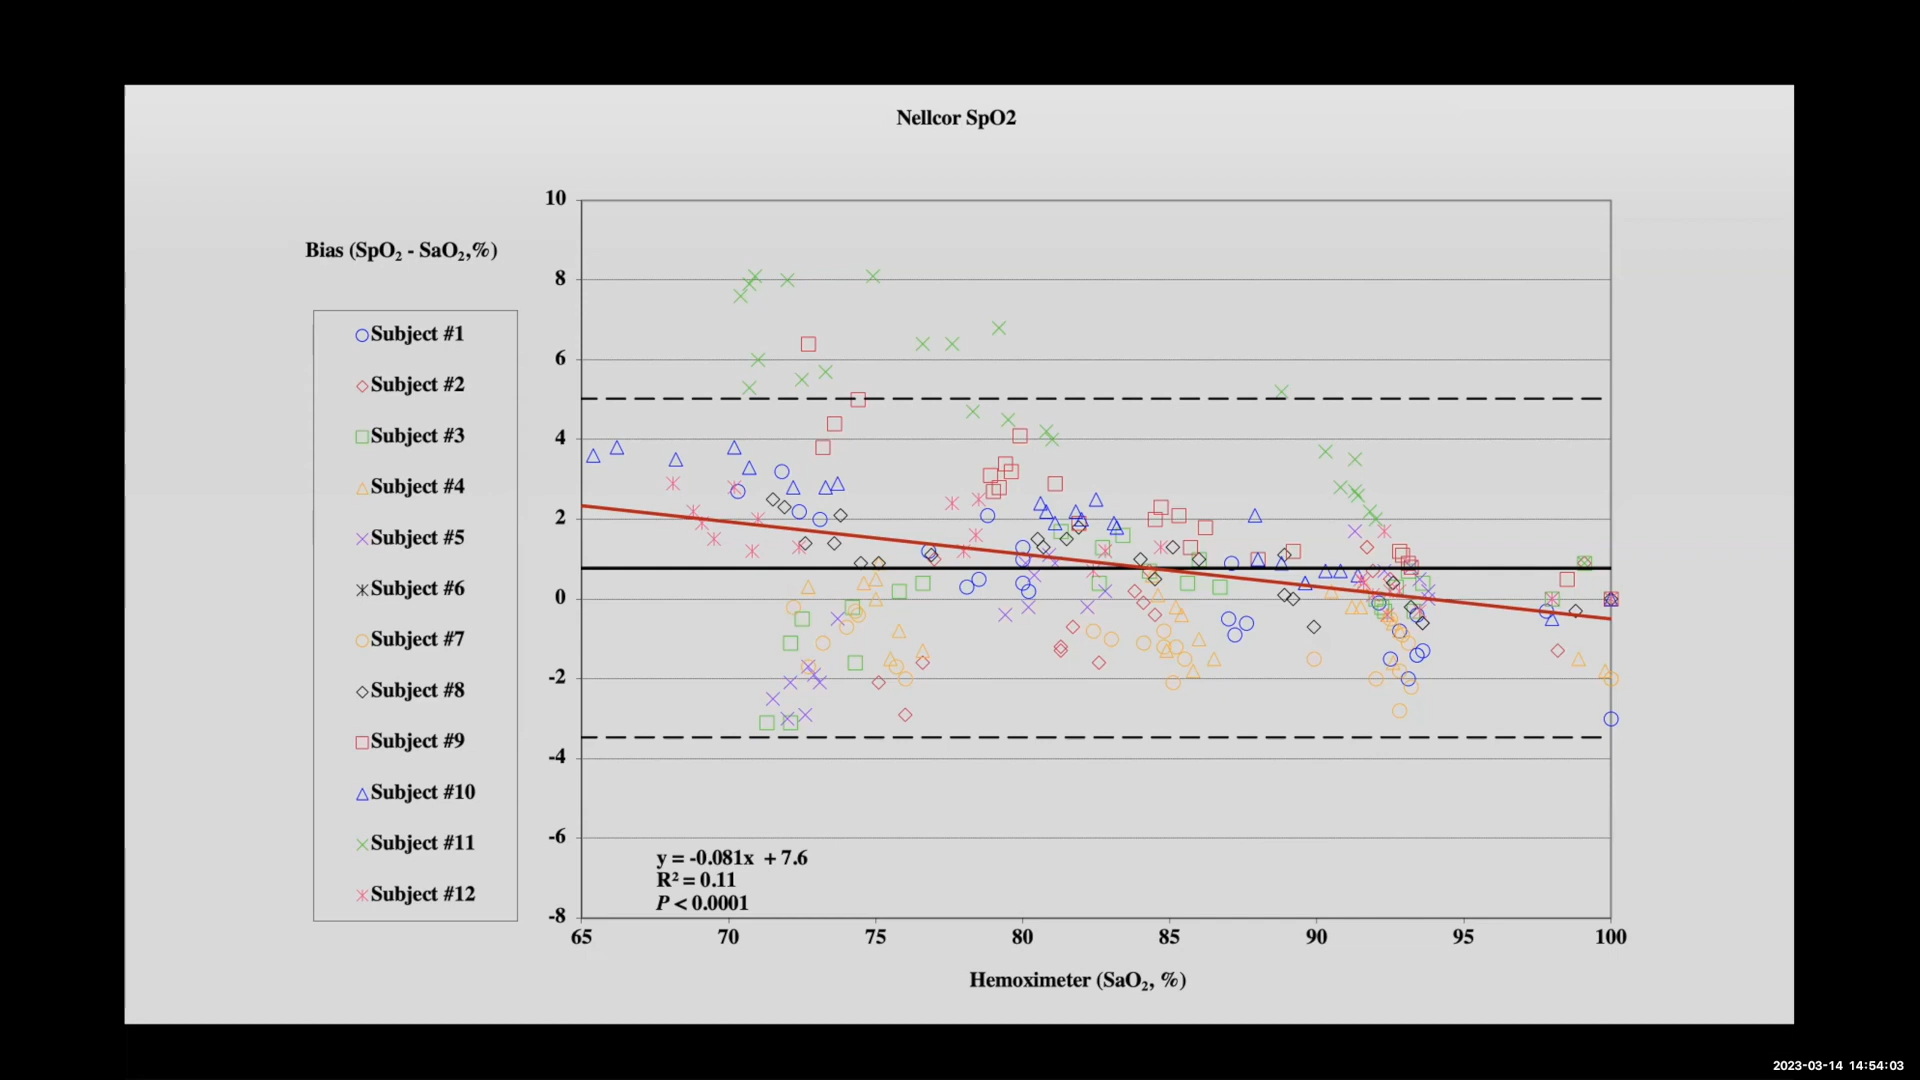 Nellcor SpO2
Bias (SpO₂ - SaO₂,%)
Subject #1
Subject #2
Subject #3
Subject #4
Subject #5
Subject #6
Subject #7
Subject #8
Subject #9
Subject #10
Subject #11
Subject #12
10
8
6
4
2
0
-2
-4
-6
-8
y = -0.081x + 7.6
R² = 0.11
P < 0.0001
65 70 75 80 85 90 95 100
Hemoximeter (SaO₂, %)
2023-03-14 14:54:03